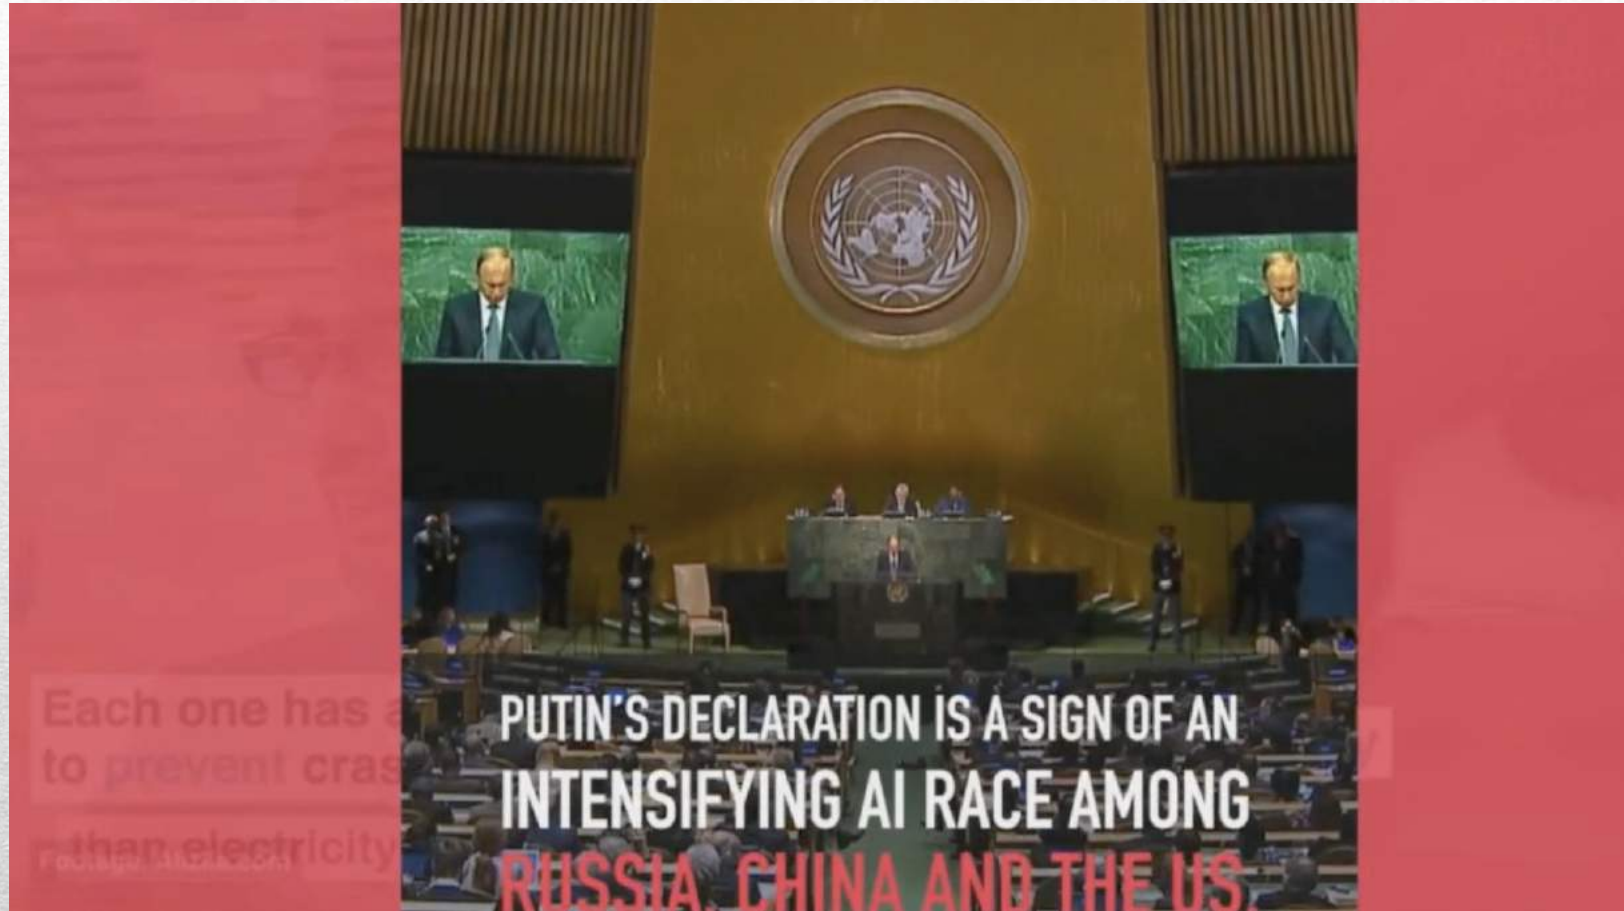 Each one has
to prevent
than electricity
PUTIN'S DECLARATION IS A SIGN OF AN
INTENSIFYING AI RACE AMONG
RUSSIA, CHINA AND THE US.